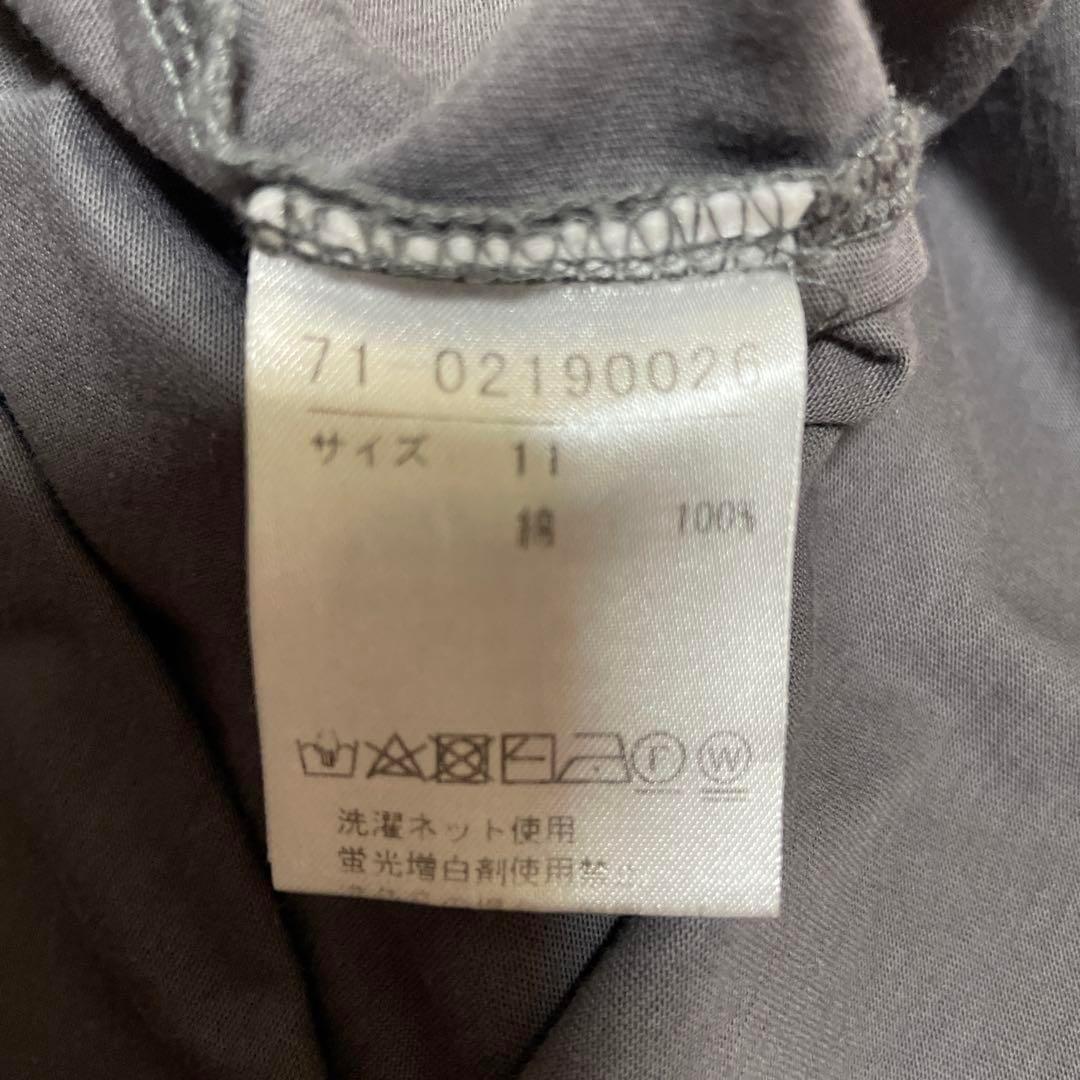 71 02190026
サイズ 11
綿 100%
洗濯ネット使用
蛍光増白剤使用禁止